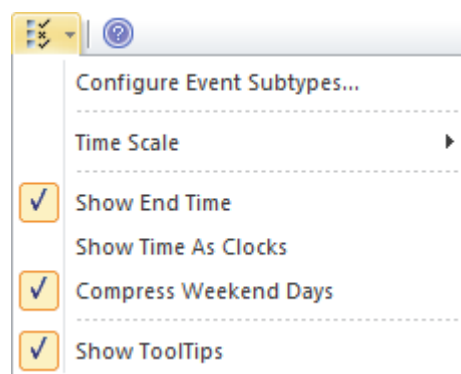 Configure Event Subtypes...
Time Scale
Show End Time
Show Time As Clocks
Compress Weekend Days
Show ToolTips